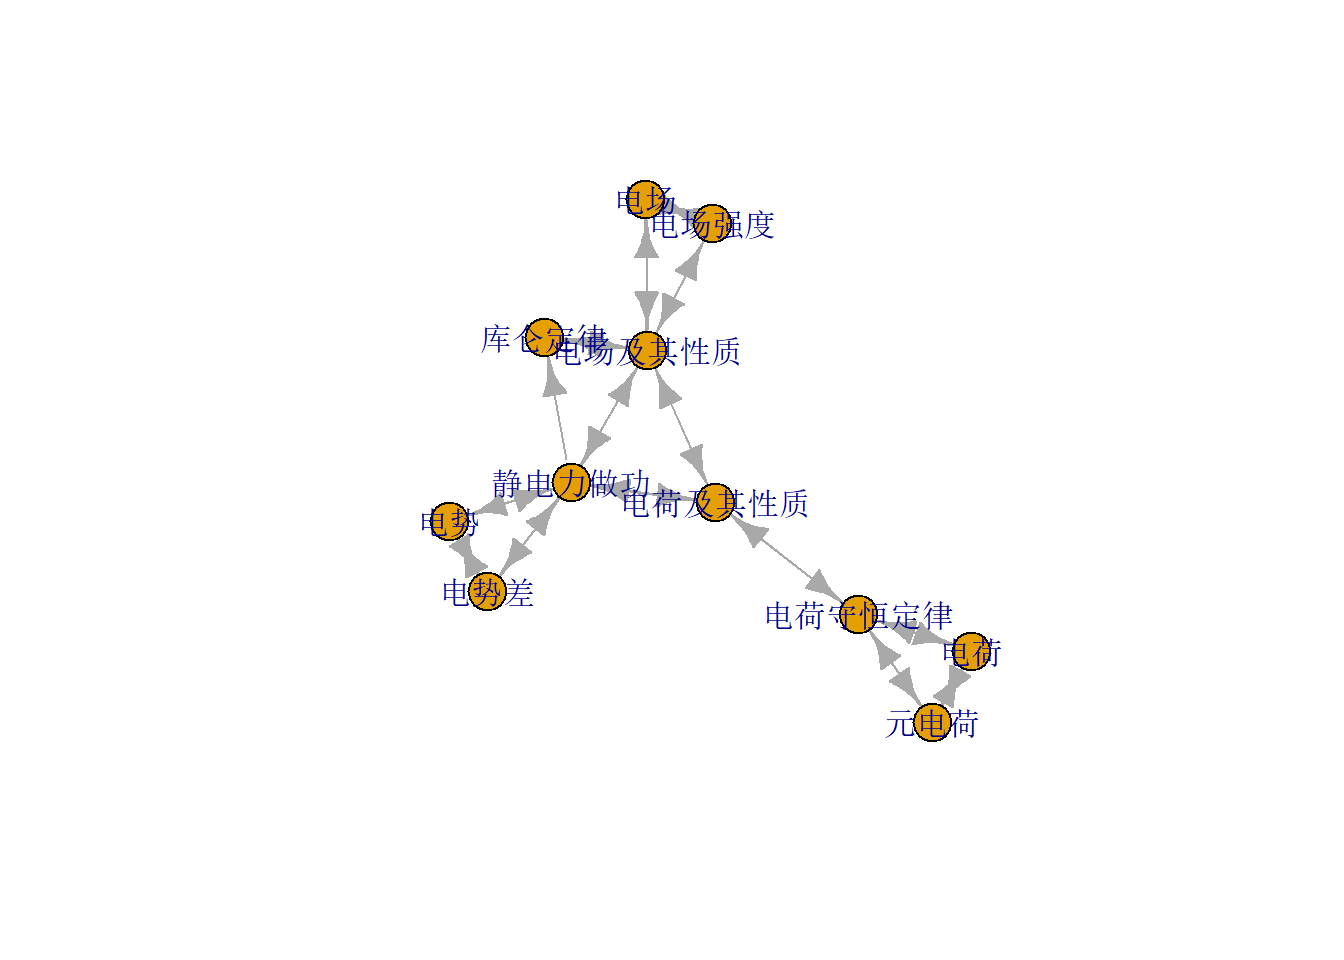 电场
电场强度
库仑定律
电场及其性质
静电力做功
电荷及其性质
电势
电势差
电荷守恒定律
电荷
元电荷